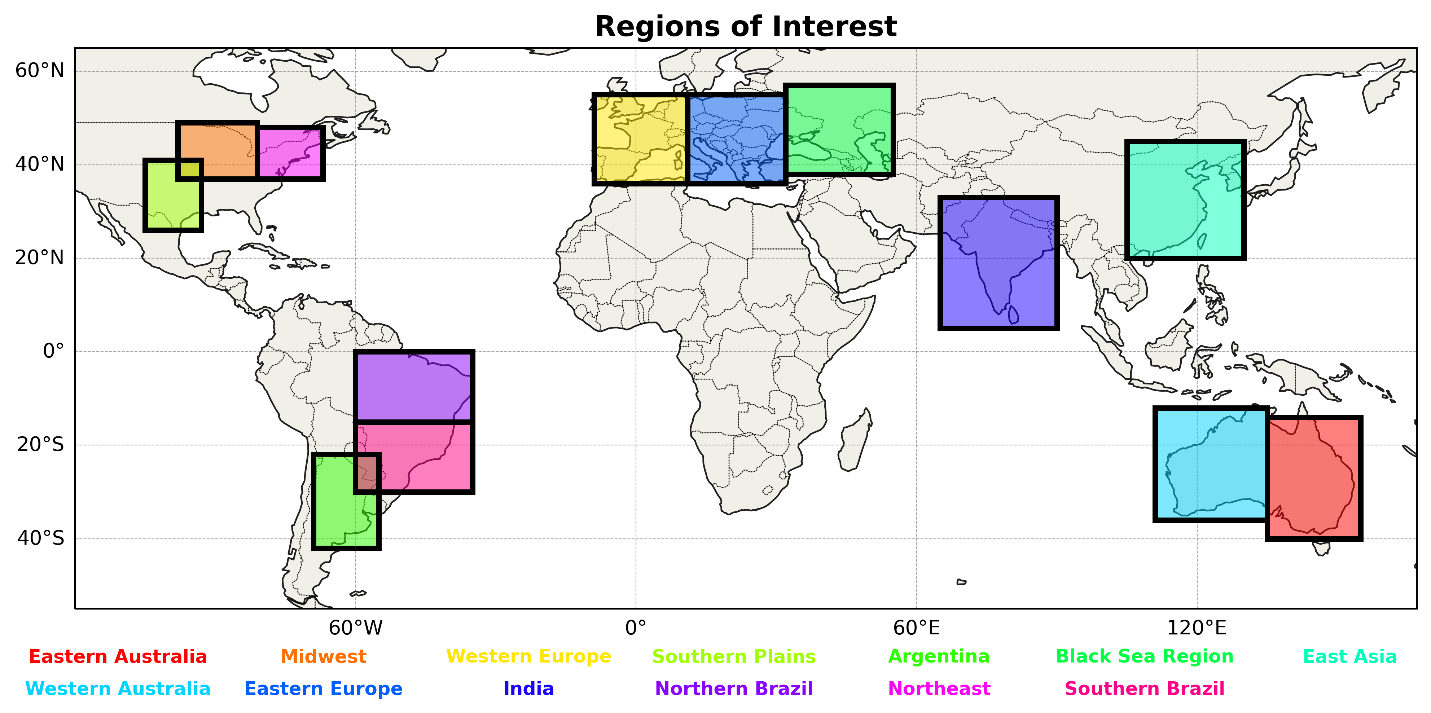 Regions of Interest
60°N
40°N
20°N
0°
20°S
40°S
60°W 0° 60°E 120°E
Eastern Australia Midwest Western Europe Southern Plains Argentina Black Sea Region East Asia
Western Australia Eastern Europe India Northern Brazil Northeast Southern Brazil